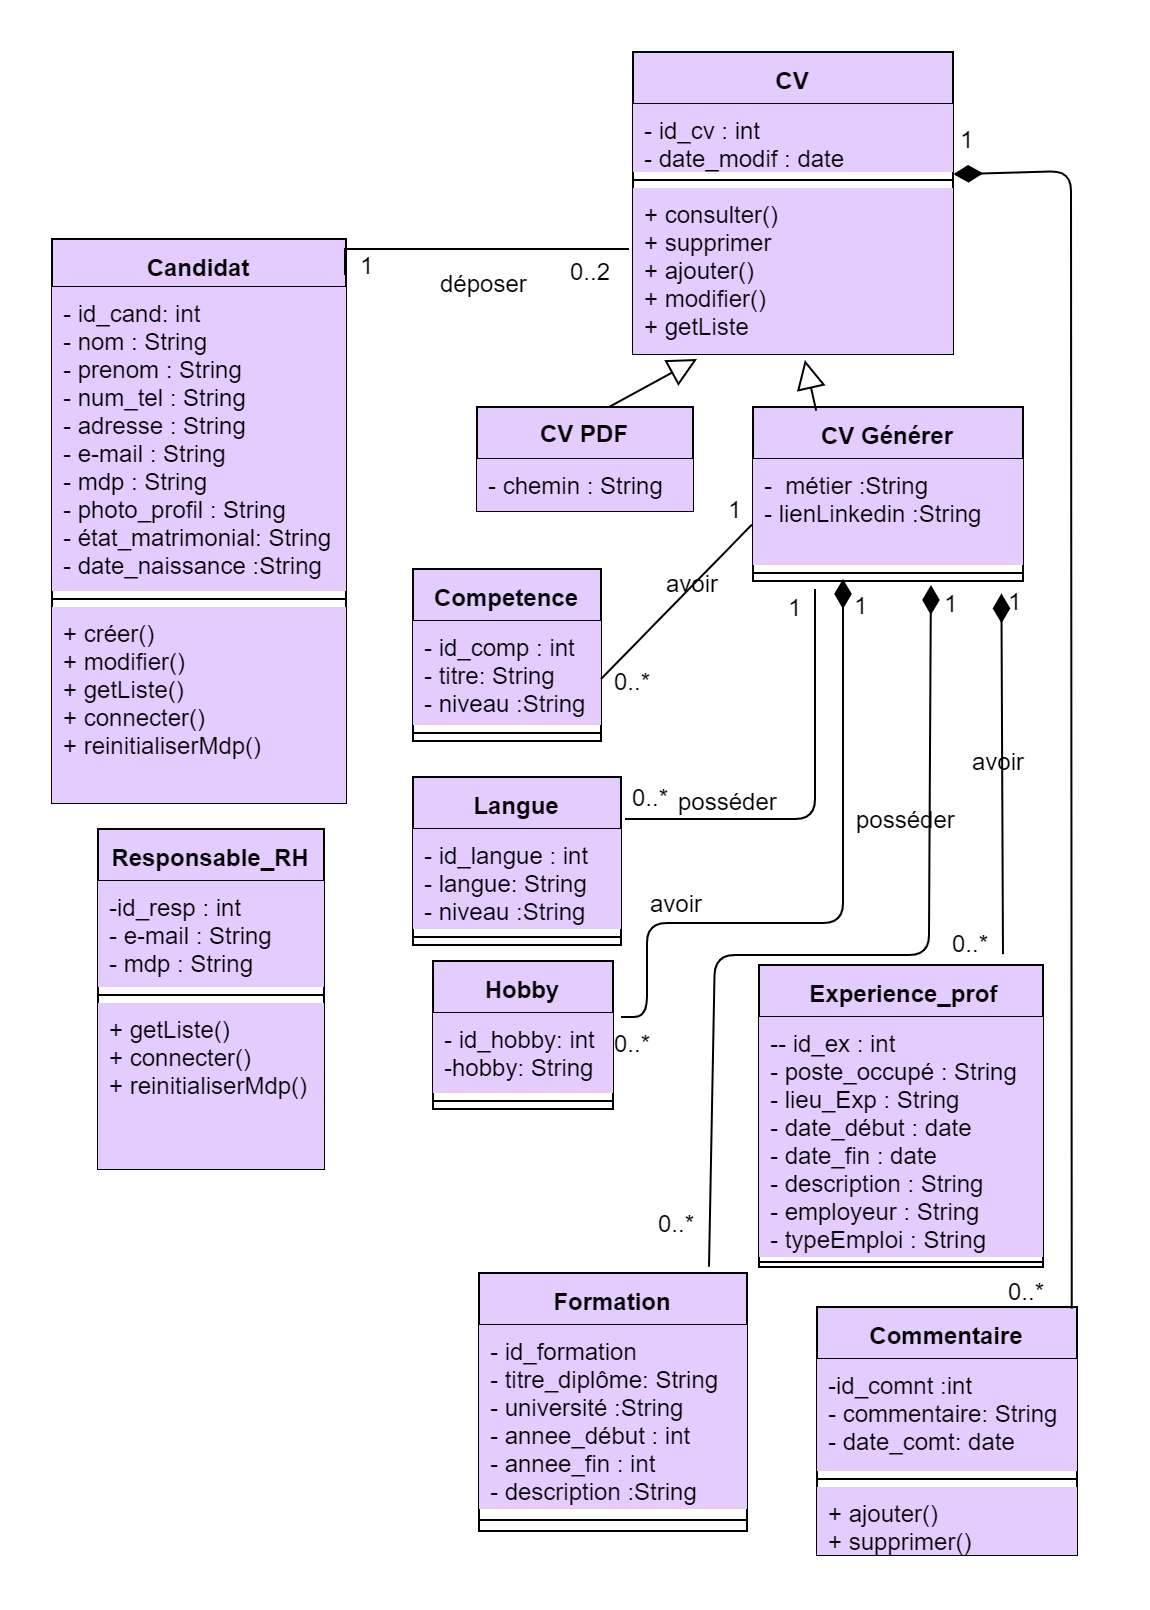 CV
- id_cv : int
- date_modif : date
+ consulter()
+ supprimer
+ ajouter()
+ modifier()
+ getListe
1
Candidat
- id_cand: int
- nom : String
- prenom : String
- num_tel : String
- adresse : String
- e-mail : String
- mdp : String
- photo_profil : String
- état_matrimonial: String
- date_naissance :String
+ créer()
+ modifier()
+ getListe()
+ connecter()
+ reinitialiserMdp()
1
déposer
0..2
CV PDF
- chemin : String
CV Générer
- métier :String
- lienLinkedin :String
1
avoir
0..*
Competence
- id_comp : int
- titre: String
- niveau :String
1
1
1
1
Langue
- id_langue : int
- langue: String
- niveau :String
0..*
posséder
avoir
posséder
avoir
Responsable_RH
-id_resp : int
- e-mail : String
- mdp : String
+ getListe()
+ connecter()
+ reinitialiserMdp()
Hobby
- id_hobby: int
-hobby: String
0..*
0..*
Experience_prof
-- id_ex : int
- poste_occupé : String
- lieu_Exp : String
- date_début : date
- date_fin : date
- description : String
- employeur : String
- typeEmploi : String
0..*
Formation
- id_formation
- titre_diplôme: String
- université :String
- annee_début : int
- annee_fin : int
- description :String
0..*
Commentaire
-id_comnt :int
- commentaire: String
- date_comt: date
+ ajouter()
+ supprimer()